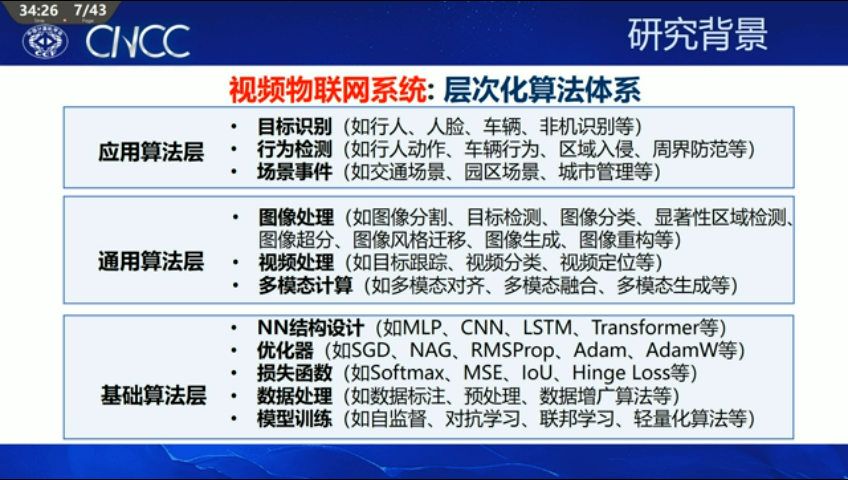 34:26 7/43
Time Page
CCF
CNCC
研究背景
视频物联网系统: 层次化算法体系
应用算法层
• 目标识别（如行人、人脸、车辆、非机识别等）
• 行为检测（如行人动作、车辆行为、区域入侵、周界防范等）
• 场景事件（如交通场景、园区场景、城市管理等）
通用算法层
• 图像处理（如图像分割、目标检测、图像分类、显著性区域检测、
图像超分、图像风格迁移、图像生成、图像重构等）
• 视频处理（如目标跟踪、视频分类、视频定位等）
• 多模态计算（如多模态对齐、多模态融合、多模态生成等）
基础算法层
• NN结构设计（如MLP、CNN、LSTM、Transformer等）
• 优化器（如SGD、NAG、RMSProp、Adam、AdamW等）
• 损失函数（如Softmax、MSE、IoU、Hinge Loss等）
• 数据处理（如数据标注、预处理、数据增广算法等）
• 模型训练（如自监督、对抗学习、联邦学习、轻量化算法等）